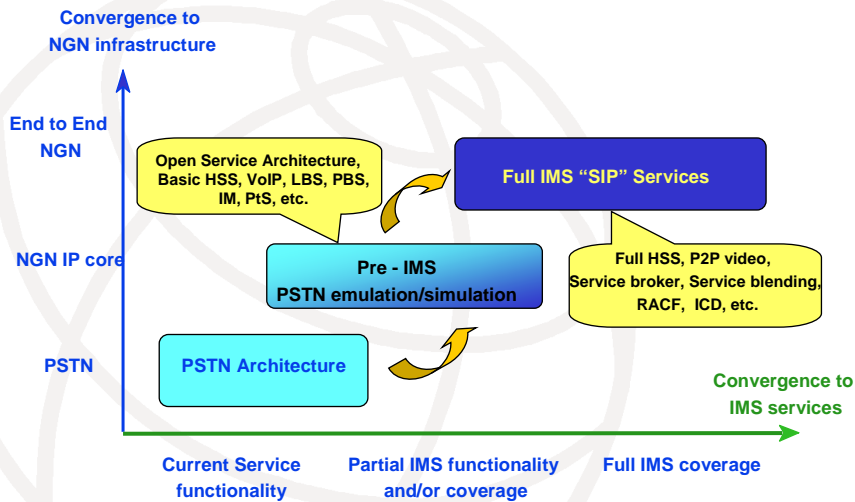 Convergence to
NGN infrastructure
End to End
NGN
Open Service Architecture,
Basic HSS, VoIP, LBS, PBS,
IM, PtS, etc.
Full IMS “SIP” Services
NGN IP core
Pre - IMS
PSTN emulation/simulation
Full HSS, P2P video,
Service broker, Service blending,
RACF, ICD, etc.
PSTN
PSTN Architecture
Convergence to
IMS services
Current Service
functionality
Partial IMS functionality
and/or coverage
Full IMS coverage